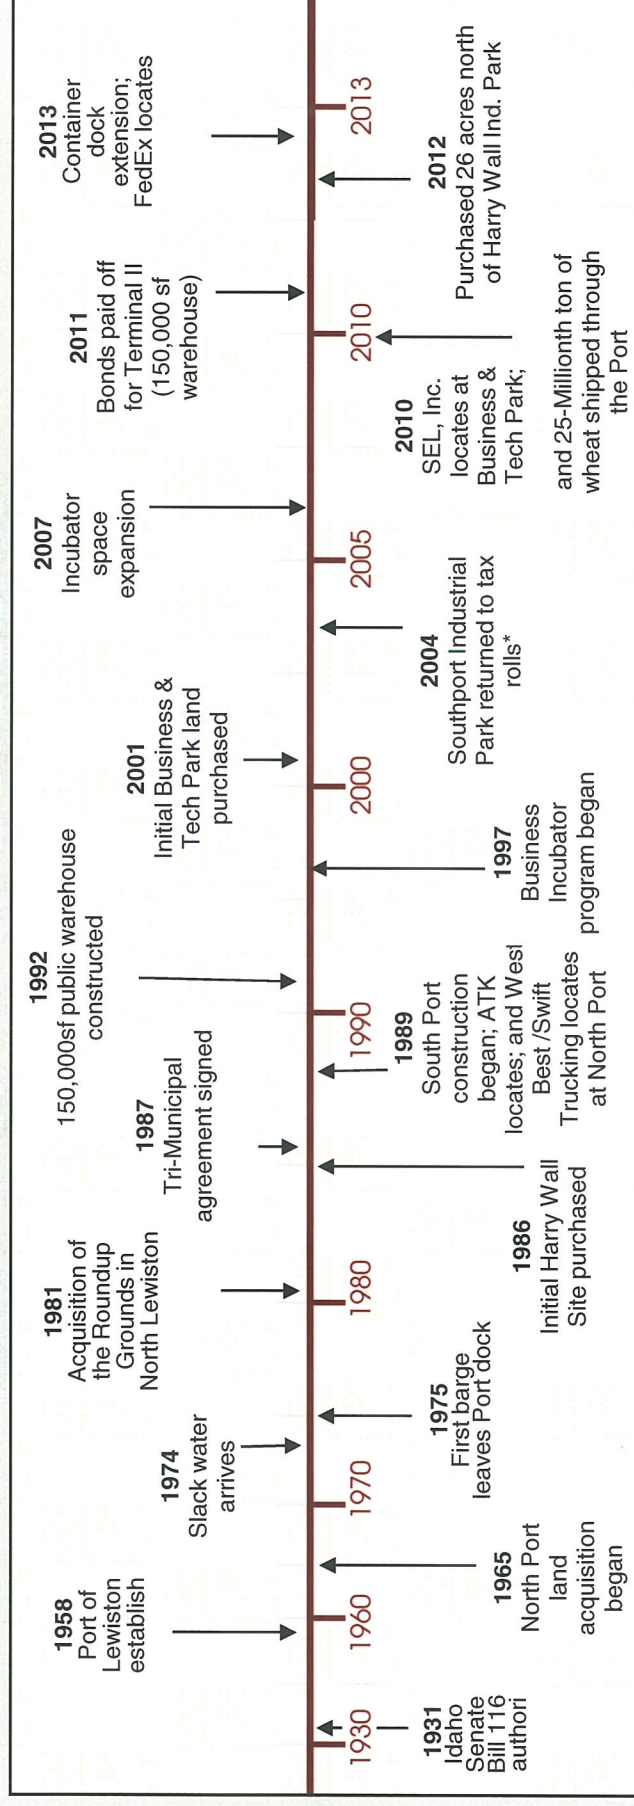 1958
Port of
Lewiston
establish
1974
Slack water
arrives
1981
Acquisition of
the Roundup
Grounds in
North Lewiston
1987
Tri-Municipal
agreement signed
1992
150,000sf public warehouse
constructed
2001
Initial Business &
Tech Park land
purchased
2007
Incubator
space
expansion
2011
Bonds paid off
for Terminal II
(150,000 sf
warehouse)
2013
Container
dock
extension;
FedEx locates
1930
1960
1970
1980
1990
2000
2005
2010
2013
1931
Idaho
Senate
Bill 116
authori
1965
North Port
land
acquisition
began
1975
First barge
leaves Port dock
1986
Initial Harry Wall
Site purchased
1989
South Port
construction
began; ATK
locates; and Wesl
Best /Swift
Trucking locates
at North Port
1997
Business
Incubator
program began
2004
Southport Industrial
Park returned to tax
rolls*
2010
SEL, Inc.
locates at
Business &
Tech Park;
and 25-Millionth ton of
wheat shipped through
the Port
2012
Purchased 26 acres north
of Harry Wall Ind. Park